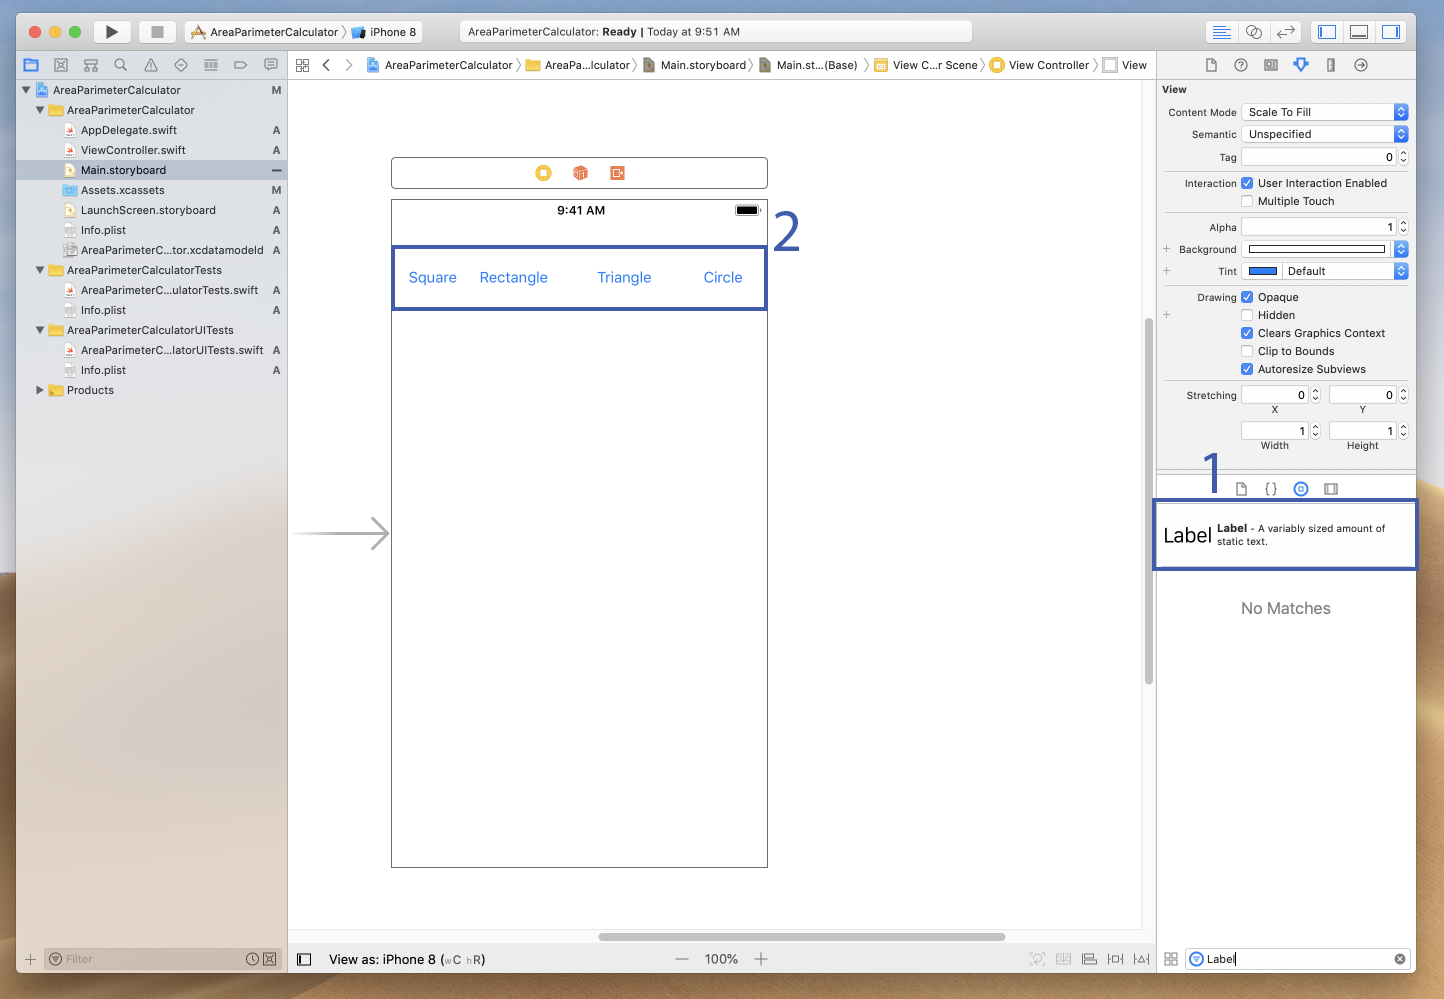 AreaParimeterCalculator
iPhone 8
AreaParimeterCalculator: Ready | Today at 9:51 AM
AreaParimeterCalculator
AreaPa...lculator
Main.storyboard
Main.st...(Base)
View C...r Scene
View Controller
View
AreaParimeterCalculator M
AreaParimeterCalculator
AppDelegate.swift A
ViewController.swift A
Main.storyboard
Assets.xcassets M
LaunchScreen.storyboard A
Info.plist A
AreaParimeterC...tor.xcdatamodeld A
AreaParimeterCalculatorTests
AreaParimeterC...ulatorTests.swift A
Info.plist A
AreaParimeterCalculatorUITests
AreaParimeterC...latorUITests.swift A
Info.plist A
Products
Filter
9:41 AM
2
Square Rectangle Triangle Circle
View as: iPhone 8 (wC hR)
100%
View
Content Mode Scale To Fill
Semantic Unspecified
Tag 0
Interaction User Interaction Enabled
Multiple Touch
Alpha 1
Background
Tint Default
Drawing Opaque
Hidden
Clears Graphics Context
Clip to Bounds
Autoresize Subviews
Stretching 0 0
X Y
1 1
Width Height
1
{ }
Label
Label - A variably sized amount of
static text.
No Matches
Label